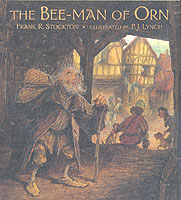 THE BEE-MAN OF ORN
FRANK R. STOCKTON • ILLUSTRATED BY P. J. LYNCH